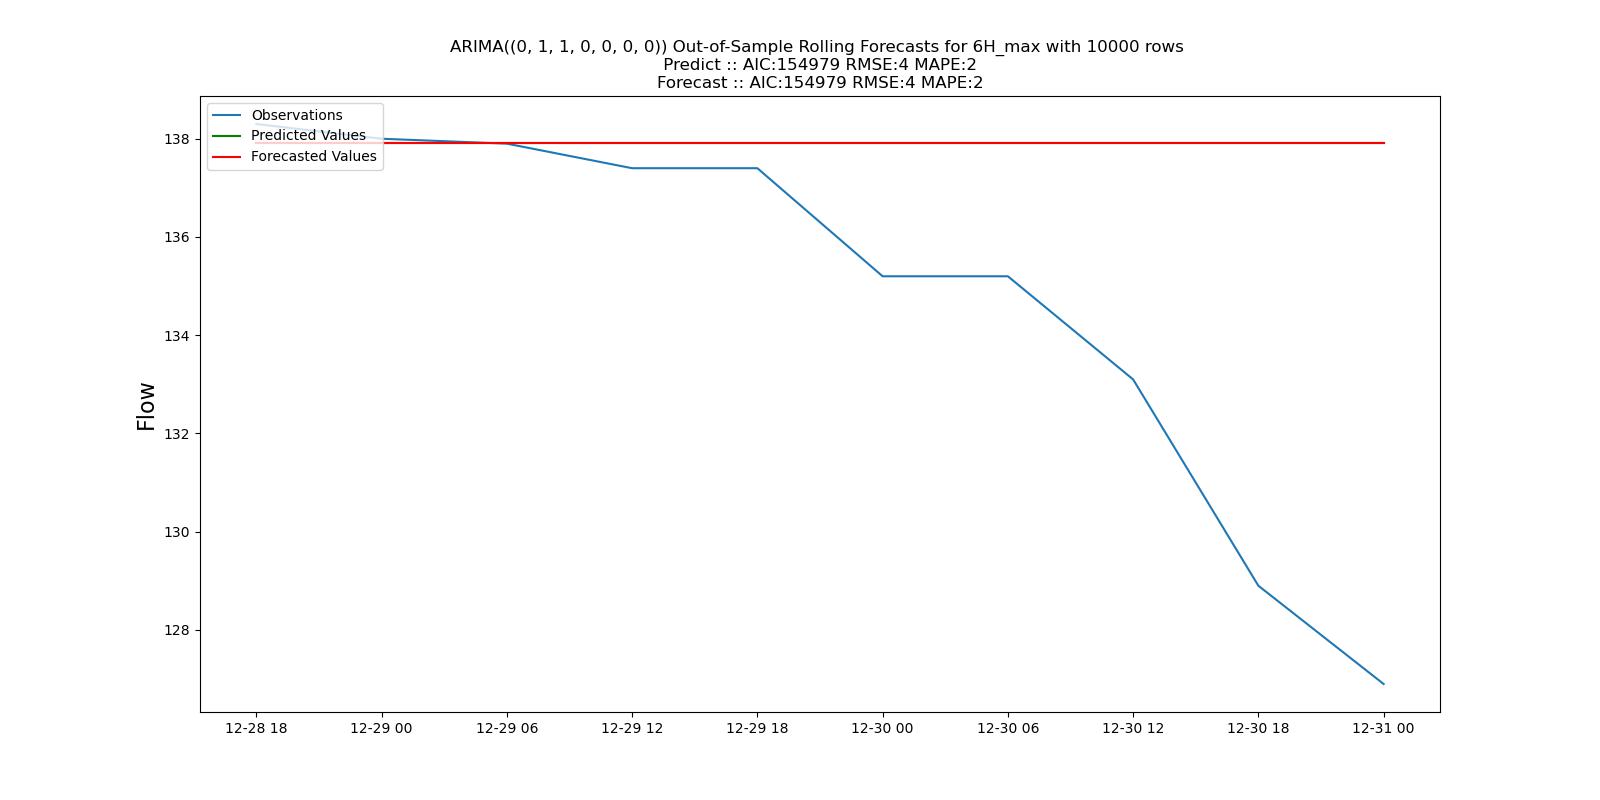 ARIMA((0, 1, 1, 0, 0, 0, 0)) Out-of-Sample Rolling Forecasts for 6H_max with 10000 rows
Predict :: AIC:154979 RMSE:4 MAPE:2
Forecast :: AIC:154979 RMSE:4 MAPE:2
Observations
Predicted Values
Forecasted Values
138
136
134
132
130
128
Flow
12-28 18
12-29 00
12-29 06
12-29 12
12-29 18
12-30 00
12-30 06
12-30 12
12-30 18
12-31 00